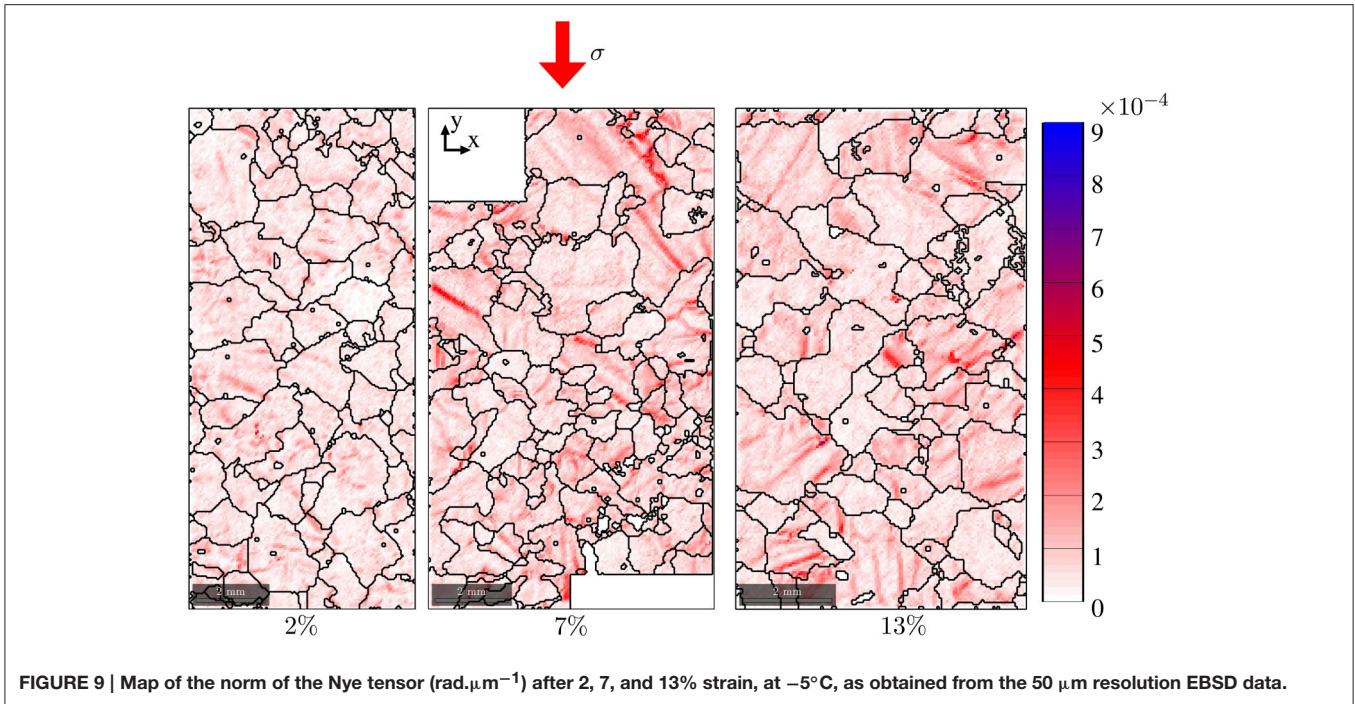 σ
×10⁻⁴
y
x
9
8
7
6
5
4
3
2
1
0
2 mm
2 mm
2 mm
2%
7%
13%
FIGURE 9 | Map of the norm of the Nye tensor (rad.μm⁻¹) after 2, 7, and 13% strain, at −5°C, as obtained from the 50 μm resolution EBSD data.